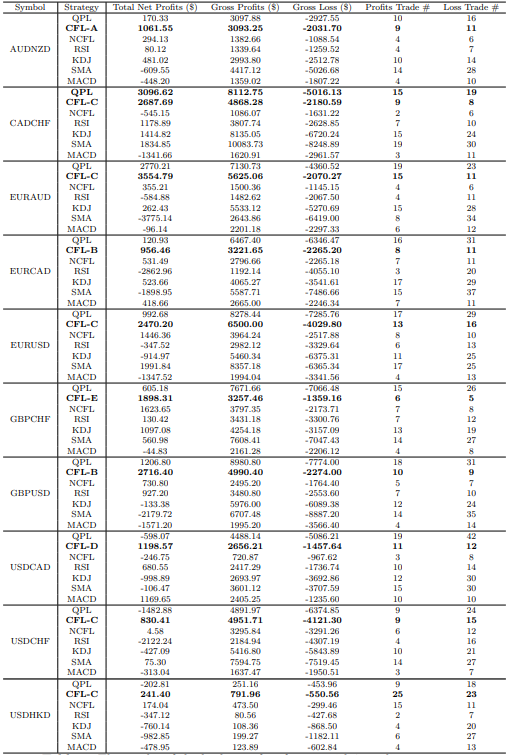 Symbol Strategy Total Net Profits ($) Gross Profits ($) Gross Loss ($) Profits Trade # Loss Trade #
AUDNZD
QPL 170.33 3097.88 -2927.55 10 16
CFL-A 1061.55 3093.25 -2031.70 9 11
NCFL 294.13 1382.66 -1088.54 4 6
RSI 80.12 1339.64 -1259.52 4 7
KDJ 481.02 2993.80 -2512.78 10 14
SMA -609.55 4417.12 -5026.68 14 28
MACD -448.20 1359.02 -1807.22 4 10
CADCHF
QPL 3096.62 8112.75 -5016.13 15 19
CFL-C 2687.69 4868.28 -2180.59 9 8
NCFL -545.15 1086.07 -1631.22 2 6
RSI 1178.89 3807.74 -2628.85 7 10
KDJ 1414.82 8135.05 -6720.24 15 24
SMA 1834.85 10083.73 -8248.89 19 30
MACD -1341.66 1620.91 -2961.57 3 11
EURAUD
QPL 2770.21 7130.73 -4360.52 19 23
CFL-C 3554.79 5625.06 -2070.27 15 11
NCFL 355.21 1500.36 -1145.15 4 6
RSI -584.88 1482.62 -2067.50 4 11
KDJ 262.43 5533.12 -5270.69 15 28
SMA -3775.14 2643.86 -6419.00 8 34
MACD -96.14 2201.18 -2297.33 6 12
EURCAD
QPL 120.93 6467.40 -6346.47 16 31
CFL-B 956.46 3221.65 -2265.20 8 11
NCFL 531.49 2796.66 -2265.18 7 11
RSI -2862.96 1192.14 -4055.10 3 20
KDJ 523.66 4065.27 -3541.61 17 29
SMA -1898.95 5587.71 -7486.66 15 37
MACD 418.66 2665.00 -2246.34 7 11
EURUSD
QPL 992.68 8278.44 -7285.76 17 29
CFL-C 2470.20 6500.00 -4029.80 13 16
NCFL 1446.36 3964.24 -2517.88 8 10
RSI -347.52 2982.12 -3329.64 6 13
KDJ -914.97 5460.34 -6375.31 11 25
SMA 1991.84 8357.18 -6365.34 17 25
MACD -1347.52 1994.04 -3341.56 4 13
GBPCHF
QPL 605.18 7671.66 -7066.48 15 26
CFL-E 1898.31 3257.46 -1359.16 6 5
NCFL 1623.65 3797.35 -2173.71 7 8
RSI 130.42 3431.18 -3300.76 7 12
KDJ 1097.08 4254.18 -3157.09 13 19
SMA 560.98 7608.41 -7047.43 14 27
MACD -44.83 2161.28 -2206.12 4 8
GBPUSD
QPL 1206.80 8980.80 -7774.00 18 31
CFL-B 2716.40 4990.40 -2274.00 10 9
NCFL 730.80 2495.20 -1764.40 5 7
RSI 927.20 3480.80 -2553.60 7 10
KDJ -133.38 5976.00 -6089.38 12 24
SMA -2179.72 6707.48 -8887.20 14 35
MACD -1571.20 1995.20 -3566.40 4 14
USDCAD
QPL -598.07 4488.14 -5086.21 19 42
CFL-D 1198.57 2656.21 -1457.64 11 12
NCFL -246.75 720.87 -967.62 3 8
RSI 680.55 2417.29 -1736.74 10 14
KDJ -998.89 2693.97 -3692.86 12 30
SMA -106.47 3601.12 -3707.59 15 30
MACD 1169.65 2405.25 -1235.60 10 10
USDCHF
QPL -1482.88 4891.97 -6374.85 9 24
CFL-C 830.41 4951.71 -4121.30 9 15
NCFL 4.58 3295.84 -3291.26 6 12
RSI -2122.24 2184.94 -4307.19 4 16
KDJ -427.09 5416.80 -5843.89 10 21
SMA 75.30 7594.75 -7519.45 14 27
MACD -313.04 1637.47 -1950.51 3 7
USDHKD
QPL -202.81 251.16 -453.96 9 18
CFL-C 241.40 791.96 -550.56 25 23
NCFL 174.04 473.50 -299.46 15 11
RSI -347.12 80.56 -427.68 2 7
KDJ -760.14 108.36 -868.50 4 20
SMA -982.85 199.27 -1182.11 6 27
MACD -478.95 123.89 -602.84 4 13